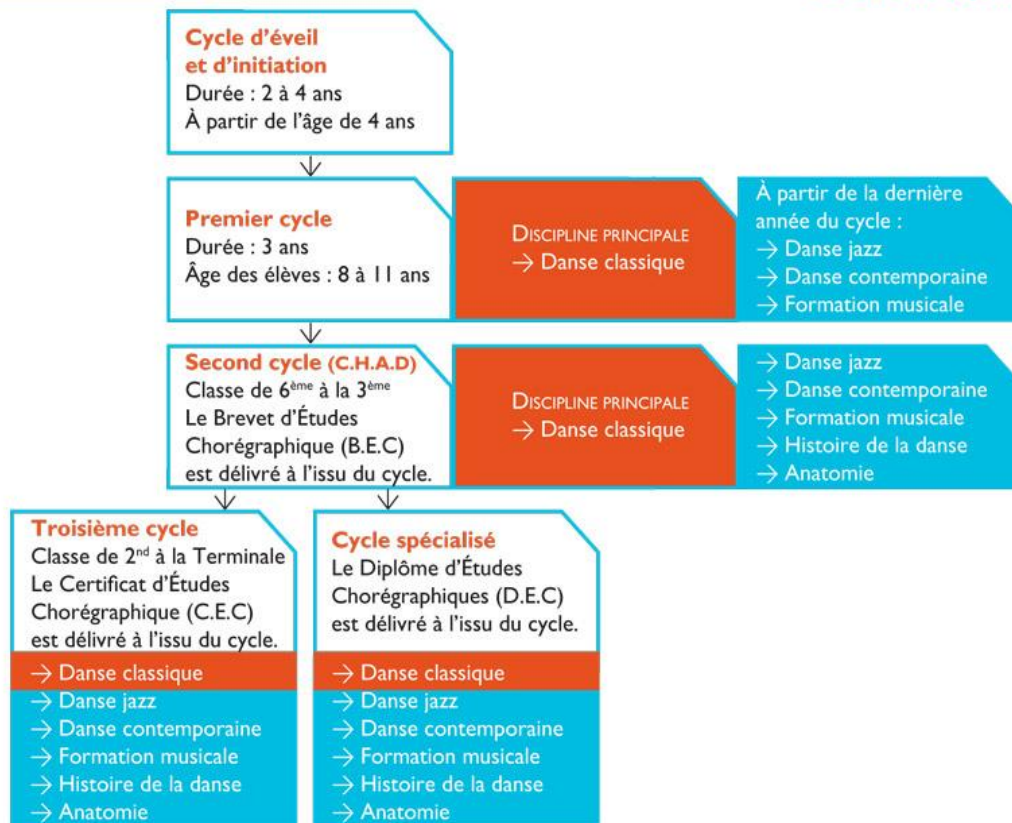 Cycle d'éveil
et d'initiation
Durée : 2 à 4 ans
À partir de l'âge de 4 ans
Premier cycle
Durée : 3 ans
Âge des élèves : 8 à 11 ans
DISCIPLINE PRINCIPALE
→ Danse classique
À partir de la dernière
année du cycle :
→ Danse jazz
→ Danse contemporaine
→ Formation musicale
Second cycle (C.H.A.D)
Classe de 6ème à la 3ème
Le Brevet d'Études
Chorégraphique (B.E.C)
est délivré à l'issu du cycle.
DISCIPLINE PRINCIPALE
→ Danse classique
→ Danse jazz
→ Danse contemporaine
→ Formation musicale
→ Histoire de la danse
→ Anatomie
Troisième cycle
Classe de 2nd à la Terminale
Le Certificat d'Études
Chorégraphique (C.E.C)
est délivré à l'issu du cycle.
→ Danse classique
→ Danse jazz
→ Danse contemporaine
→ Formation musicale
→ Histoire de la danse
→ Anatomie
Cycle spécialisé
Le Diplôme d'Études
Chorégraphiques (D.E.C)
est délivré à l'issu du cycle.
→ Danse classique
→ Danse jazz
→ Danse contemporaine
→ Formation musicale
→ Histoire de la danse
→ Anatomie